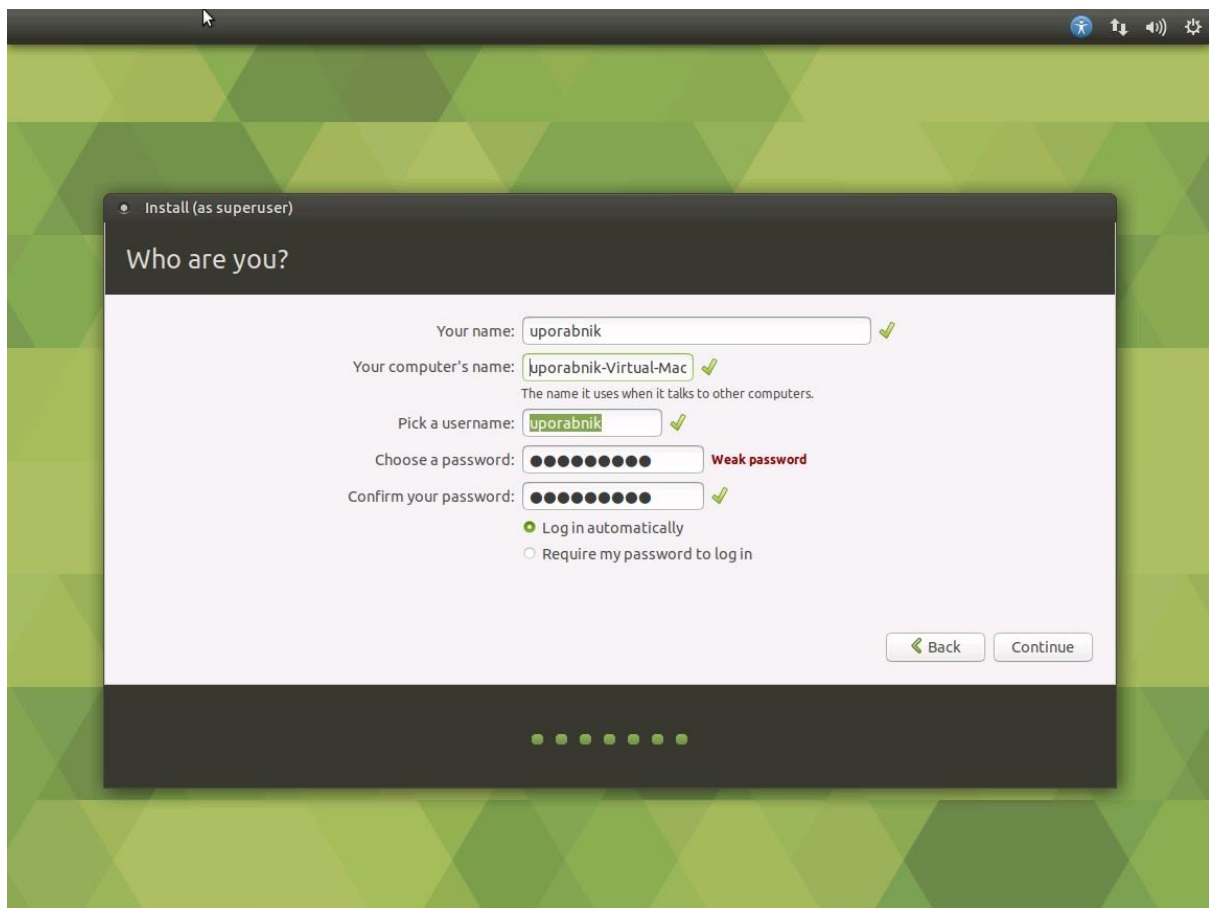 Install (as superuser)
Who are you?
Your name: uporabnik
Your computer's name: uporabnik-Virtual-Mac
The name it uses when it talks to other computers.
Pick a username: uporabnik
Choose a password: ●●●●●●●●● Weak password
Confirm your password: ●●●●●●●●●
Log in automatically
Require my password to log in
Back Continue